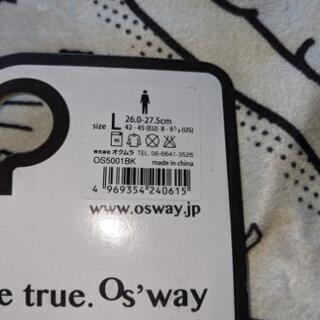 size L 26.0-27.5cm
42 - 45 (EU) 8 - 9½ (US)
40
株式会社 オクムラ TEL. 06-6641-3526
OS5001BK made in china
4 969354 240615
www.osway.jp
e true. Os'way